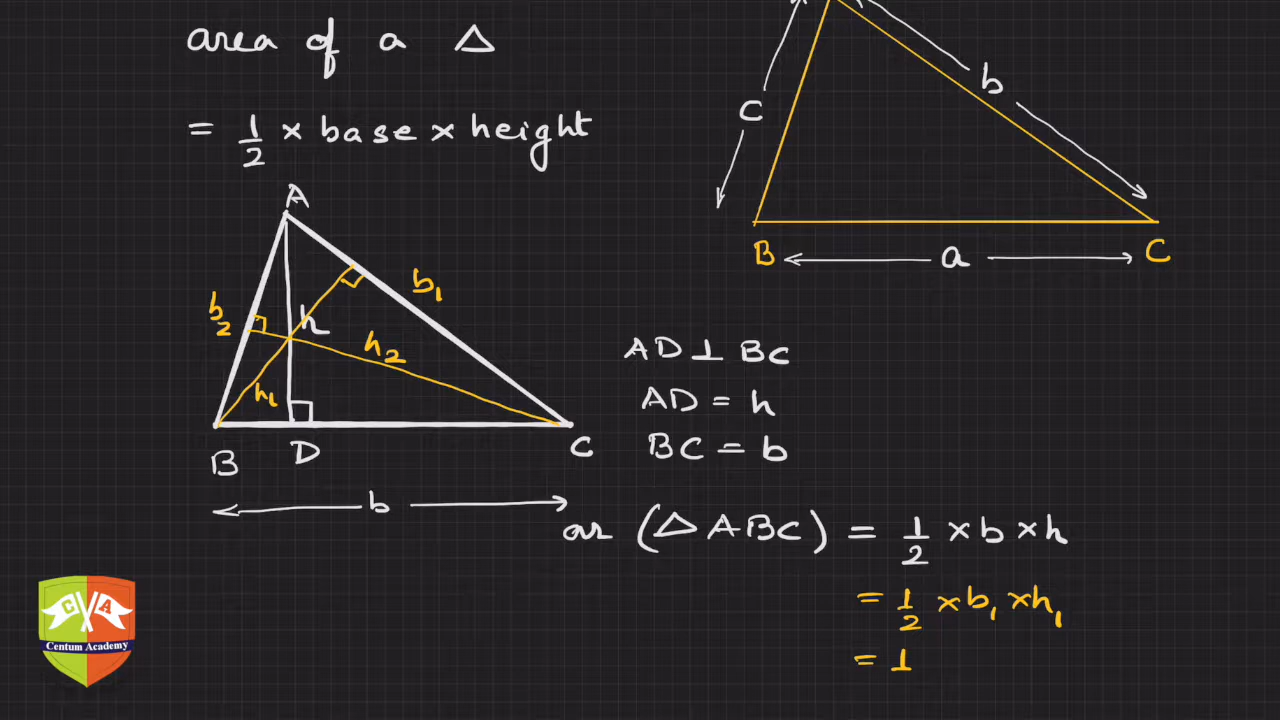 area of a Δ
= 1/2 × base × height
c
b
B
a
C
A
b₂
b₁
h
h₂
h₁
B
D
C
b
AD ⊥ BC
AD = h
BC = b
ar (ΔABC) = 1/2 × b × h
= 1/2 × b₁ × h₁
= 1
C A
Centum Academy